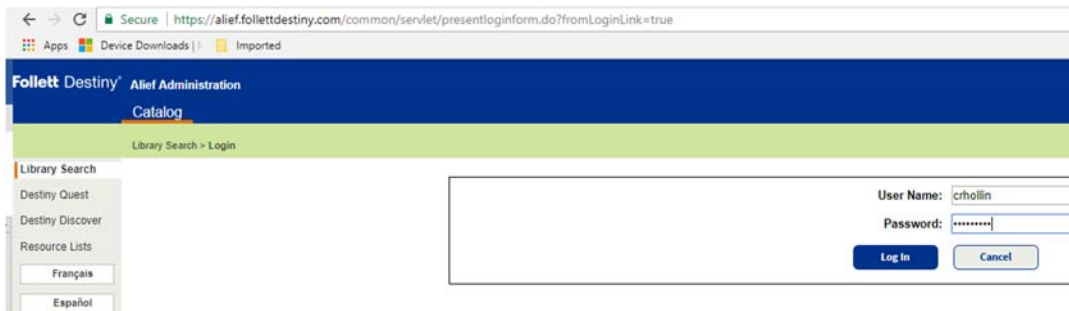 Secure | https://alief.follettdestiny.com/common/servlet/presentloginform.do?fromLoginLink=true
Apps Device Downloads | Imported
Follett Destiny® Alief Administration
Catalog
Library Search > Login
Library Search
Destiny Quest
Destiny Discover
Resource Lists
Français
Español
User Name: crhollin
Password: •••••••••
Log In Cancel